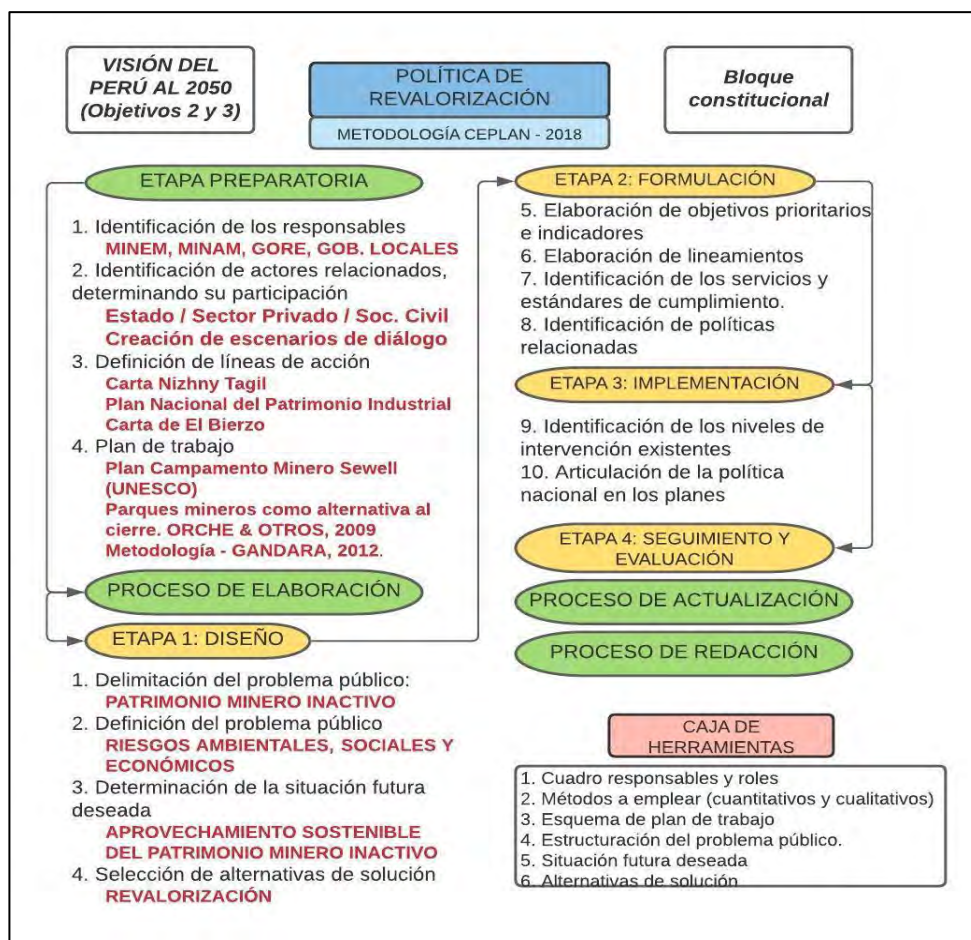 VISIÓN DEL
PERÚ AL 2050
(Objetivos 2 y 3)
POLÍTICA DE
REVALORIZACIÓN
METODOLOGÍA CEPLAN - 2018
Bloque
constitucional
ETAPA PREPARATORIA
1. Identificación de los responsables
MINEM, MINAM, GORE, GOB. LOCALES
2. Identificación de actores relacionados,
determinando su participación
Estado / Sector Privado / Soc. Civil
Creación de escenarios de diálogo
3. Definición de líneas de acción
Carta Nizhny Tagil
Plan Nacional del Patrimonio Industrial
Carta de El Bierzo
4. Plan de trabajo
Plan Campamento Minero Sewell
(UNESCO)
Parques mineros como alternativa al
cierre. ORCHE & OTROS, 2009
Metodología - GANDARA, 2012.
PROCESO DE ELABORACIÓN
ETAPA 1: DISEÑO
1. Delimitación del problema público:
PATRIMONIO MINERO INACTIVO
2. Definición del problema público
RIESGOS AMBIENTALES, SOCIALES Y
ECONÓMICOS
3. Determinación de la situación futura
deseada
APROVECHAMIENTO SOSTENIBLE
DEL PATRIMONIO MINERO INACTIVO
4. Selección de alternativas de solución
REVALORIZACIÓN
ETAPA 2: FORMULACIÓN
5. Elaboración de objetivos prioritarios
e indicadores
6. Elaboración de lineamientos
7. Identificación de los servicios y
estándares de cumplimiento.
8. Identificación de políticas
relacionadas
ETAPA 3: IMPLEMENTACIÓN
9. Identificación de los niveles de
intervención existentes
10. Articulación de la política
nacional en los planes
ETAPA 4: SEGUIMIENTO Y
EVALUACIÓN
PROCESO DE ACTUALIZACIÓN
PROCESO DE REDACCIÓN
CAJA DE
HERRAMIENTAS
1. Cuadro responsables y roles
2. Métodos a emplear (cuantitativos y cualitativos)
3. Esquema de plan de trabajo
4. Estructuración del problema público.
5. Situación futura deseada
6. Alternativas de solución